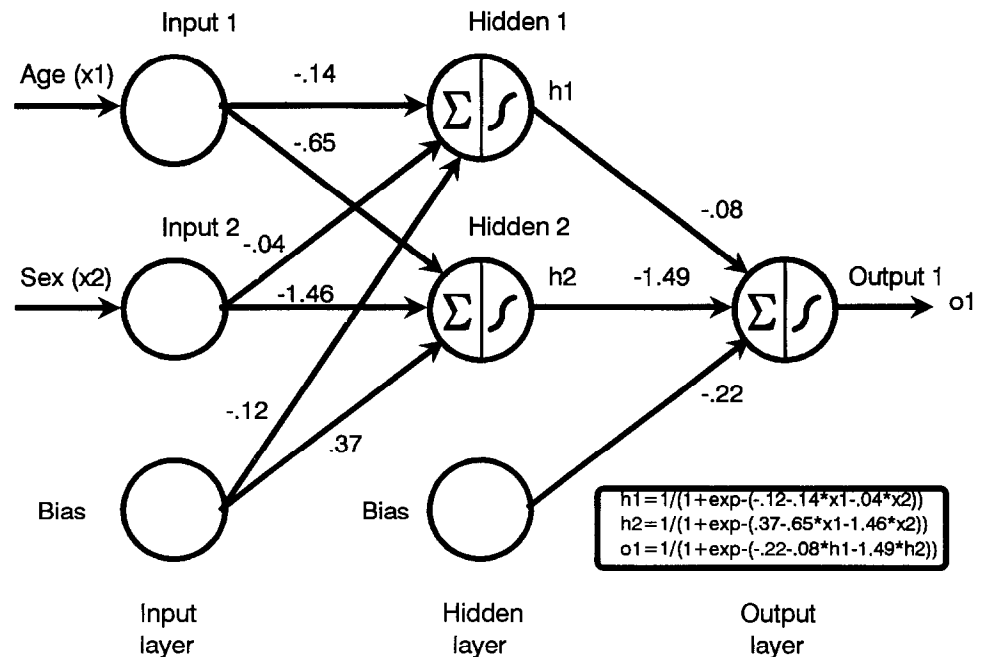 Input 1
Hidden 1
Age (x1)
-.14
h1
-.65
-.08
Input 2
Hidden 2
-.04
Sex (x2)
-1.46
h2
-1.49
Output 1
o1
-.12
.37
-.22
Bias
Bias
h1=1/(1+exp-(-.12-.14*x1-.04*x2))
h2=1/(1+exp-(.37-.65*x1-1.46*x2))
o1=1/(1+exp-(-.22-.08*h1-1.49*h2))
Input
layer
Hidden
layer
Output
layer